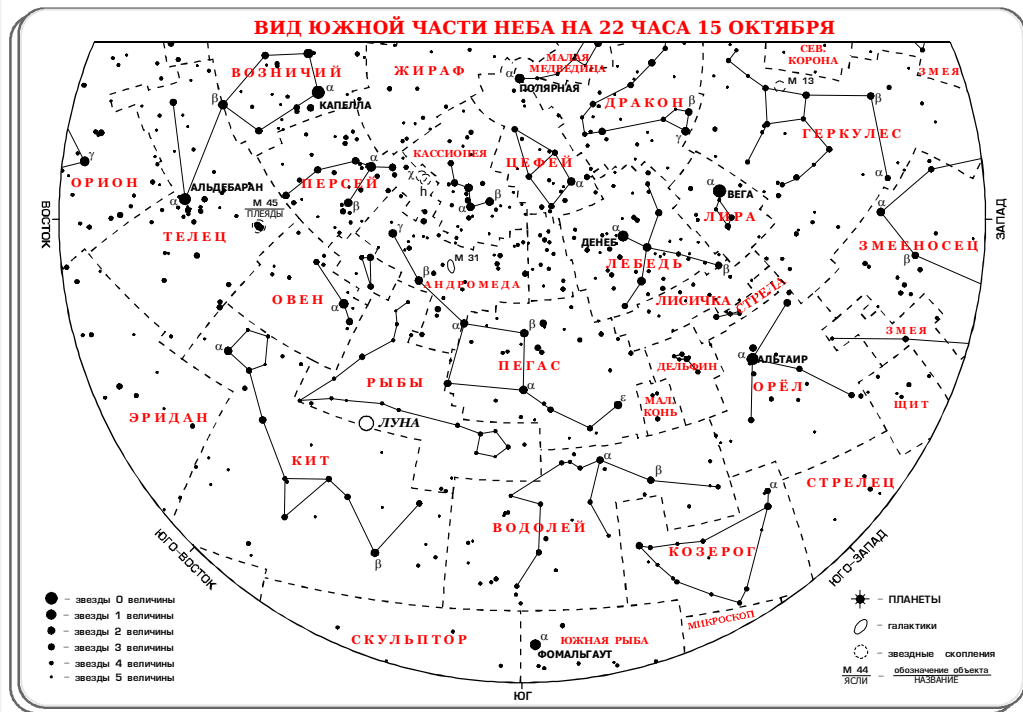 ВИД ЮЖНОЙ ЧАСТИ НЕБА НА 22 ЧАСА 15 ОКТЯБРЯ
ВОЗНИЧИЙ
α
β
КАПЕЛЛА
ЖИРАФ
МАЛАЯ
МЕДВЕДИЦА
α
ПОЛЯРНАЯ
ДРАКОН
β
γ
СЕВ.
КОРОНА
ЗМЕЯ
М 13
β
ГЕРКУЛЕС
α
γ
ОРИОН
АЛЬДЕБАРАН
α
М 45
ПЛЕЯДЫ
ТЕЛЕЦ
ПЕРСЕЙ
α
β
КАССИОПЕЯ
χ
h
α
β
ЦЕФЕЙ
α
α
ВЕГА
ЛИРА
α
ЗМЕЕНОСЕЦ
β
ВОСТОК
ЗАПАД
γ
М 31
β
АНДРОМЕДА
α
ДЕНЕБ
α
ЛЕБЕДЬ
β
ЛИСИЧКА
СТРЕЛА
ОВЕН
α
β
ПЕГАС
α
ε
ДЕЛЬФИН
МАЛ.
КОНЬ
α
АЛЬТАИР
ОРЁЛ
ЗМЕЯ
ЩИТ
α
РЫБЫ
ЛУНА
ЭРИДАН
КИТ
β
ВОДОЛЕЙ
α
β
СТРЕЛЕЦ
α
КОЗЕРОГ
ЮГО-ВОСТОК
ЮГО-ЗАПАД
МИКРОСКОП
СКУЛЬПТОР
α
ЮЖНАЯ РЫБА
ФОМАЛЬГАУТ
ЮГ
– звезды 0 величины
– звезды 1 величины
– звезды 2 величины
– звезды 3 величины
– звезды 4 величины
– звезды 5 величины
– ПЛАНЕТЫ
– галактики
– звездные скопления
М 44 – обозначение объекта
ЯСЛИ НАЗВАНИЕ